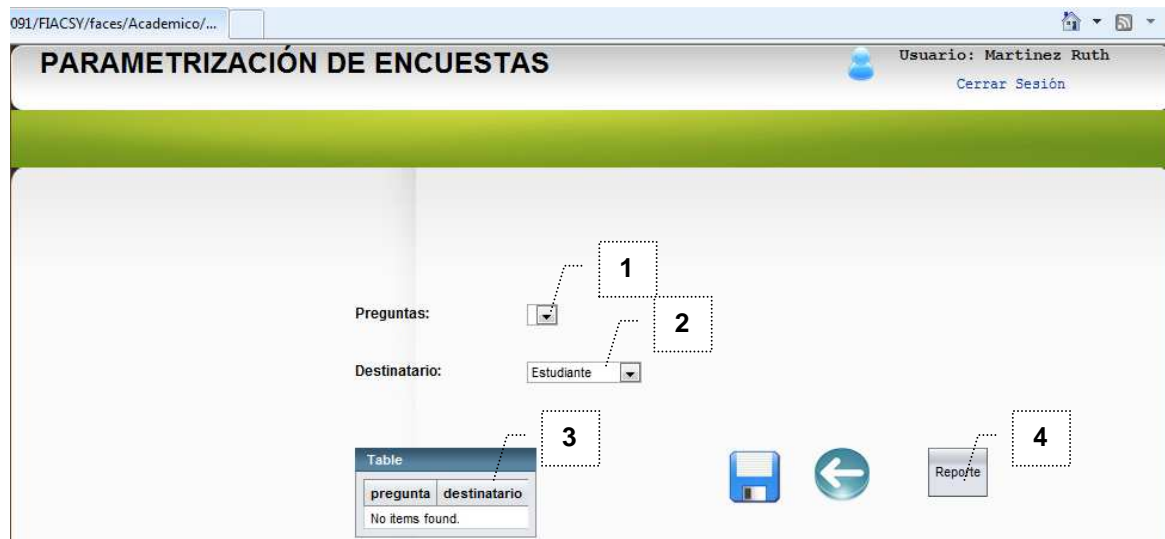 091/FIACSY/faces/Academico/...
PARAMETRIZACIÓN DE ENCUESTAS
Usuario: Martinez Ruth
Cerrar Sesión
1
Preguntas:
2
Destinatario:
Estudiante
3
4
Table
Reporte
pregunta destinatario
No items found.